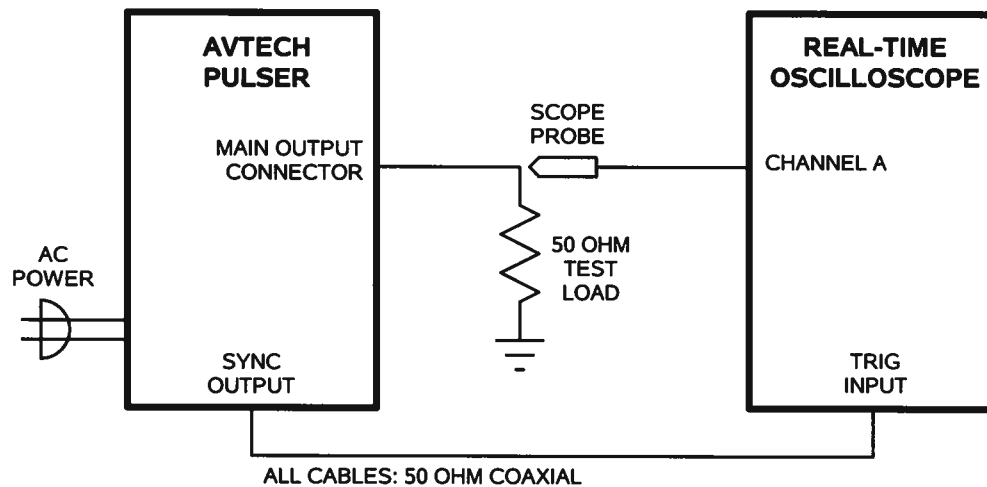 AVTECH
PULSER
REAL-TIME
OSCILLOSCOPE
SCOPE
PROBE
MAIN OUTPUT
CONNECTOR
CHANNEL A
50 OHM
TEST
LOAD
AC
POWER
SYNC
OUTPUT
TRIG
INPUT
ALL CABLES: 50 OHM COAXIAL